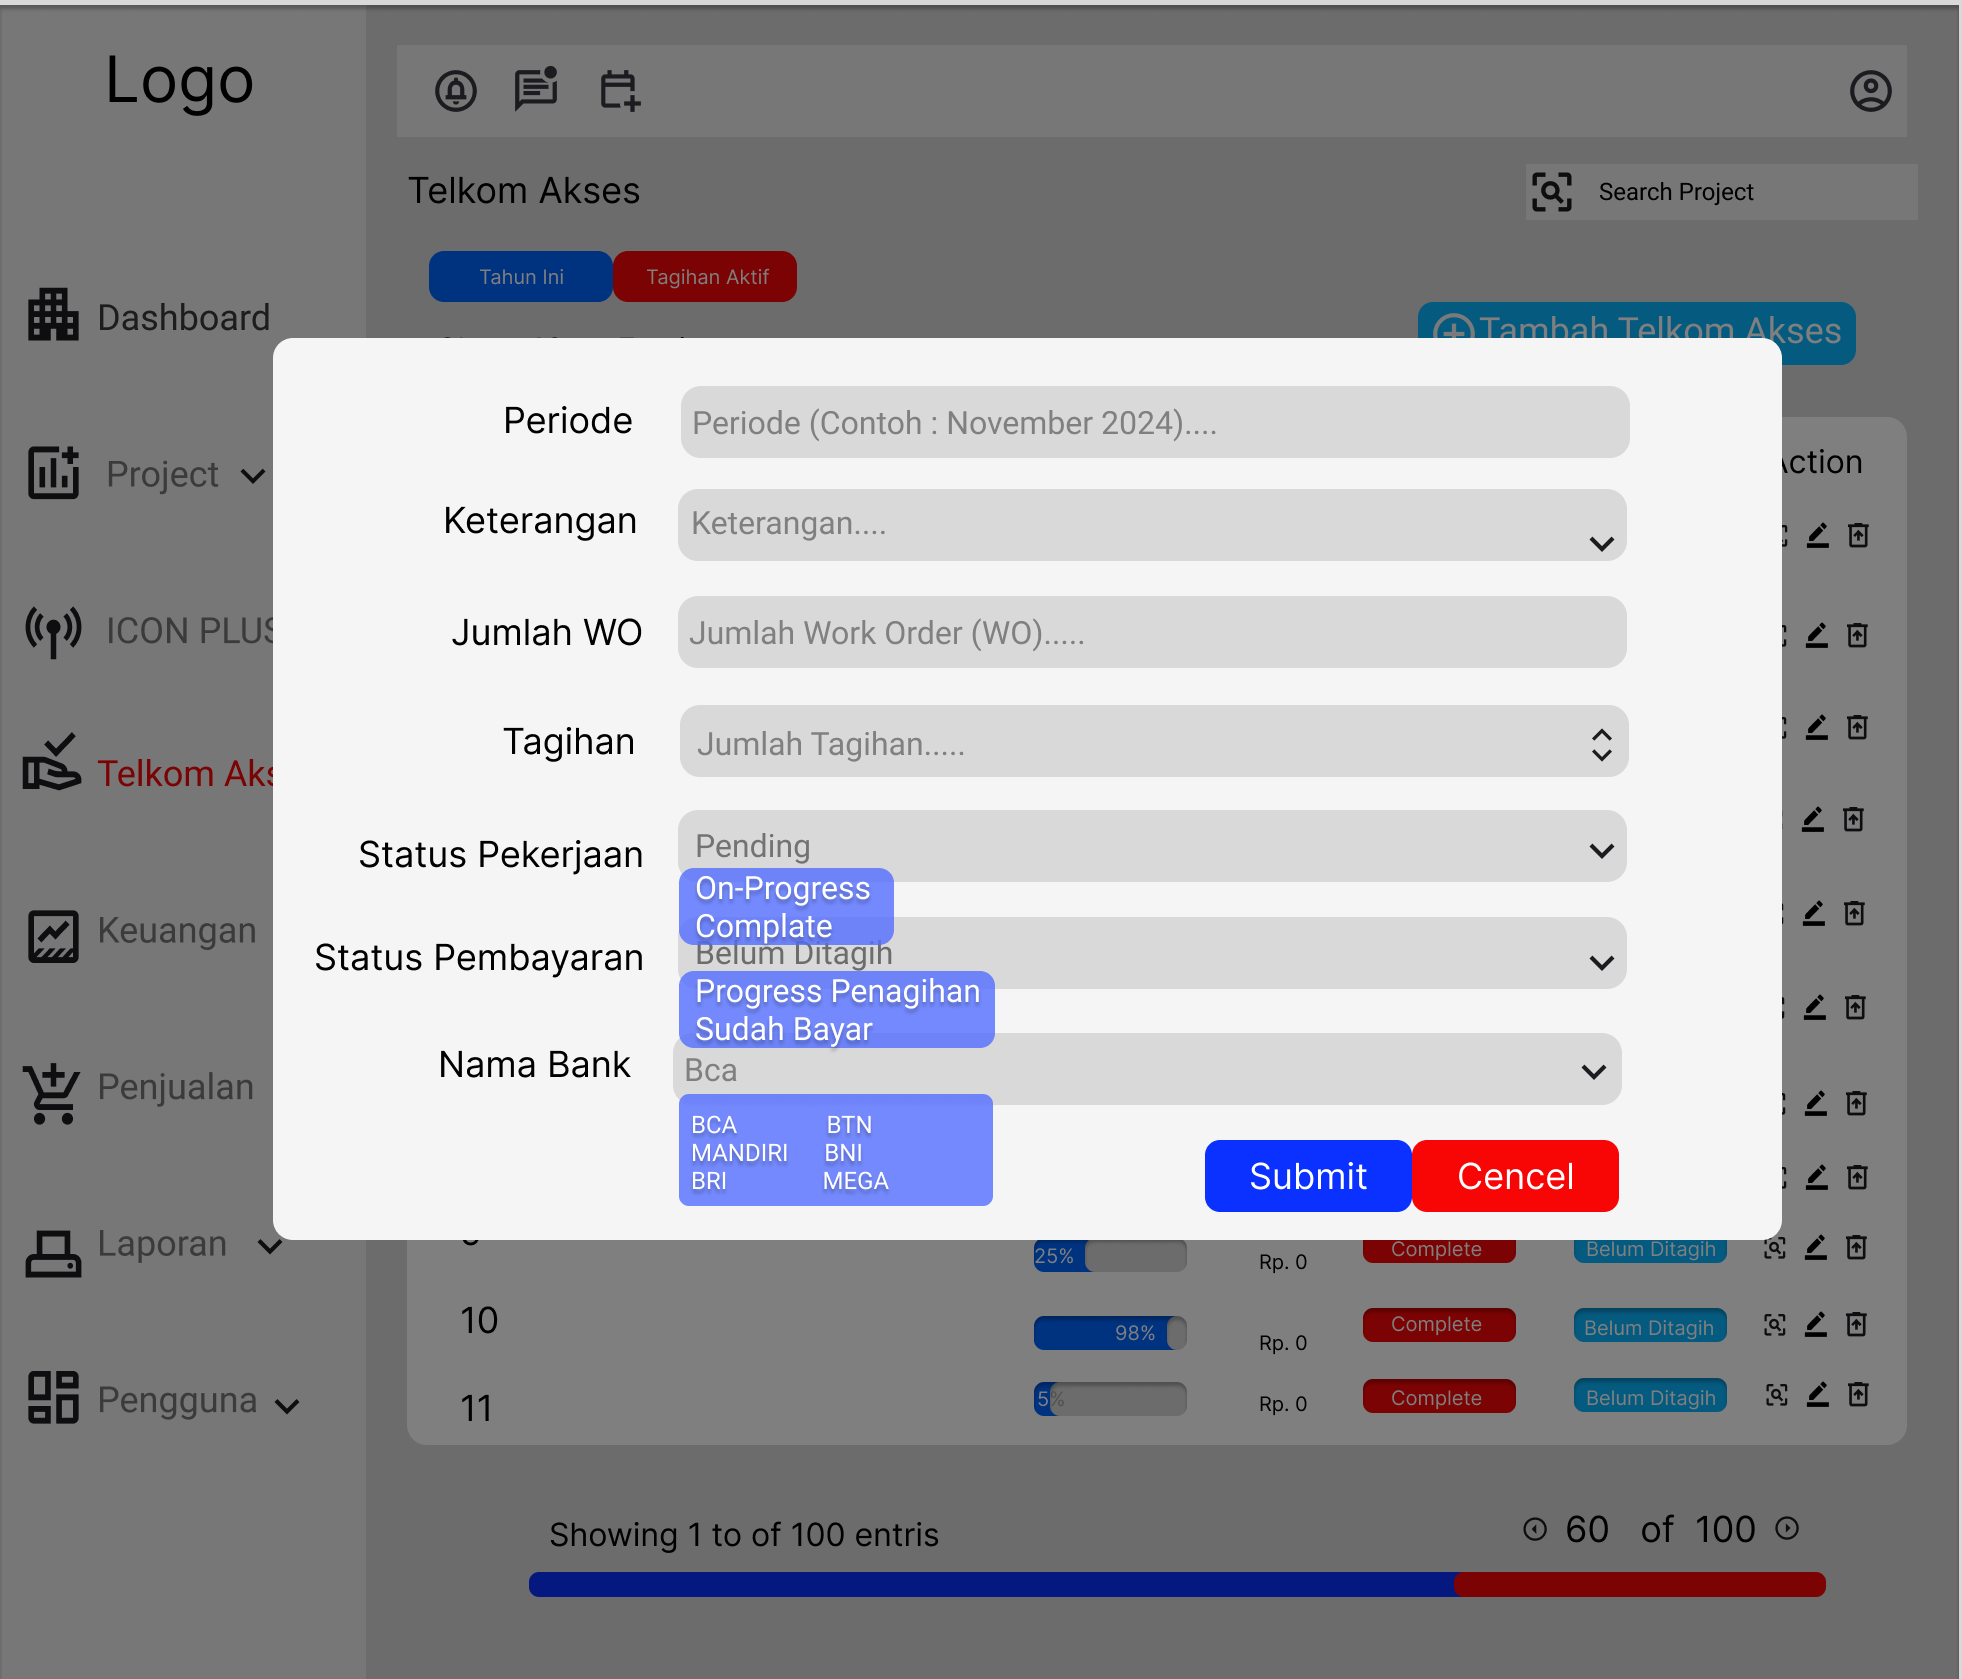 Logo
Telkom Akses
Search Project
Tahun Ini
Tagihan Aktif
Tambah Telkom Akses
Dashboard
Project
ICON PLUS
Telkom Aks
Keuangan
Penjualan
Laporan
Pengguna
Periode
Periode (Contoh : November 2024)....
Keterangan
Keterangan....
Jumlah WO
Jumlah Work Order (WO).....
Tagihan
Jumlah Tagihan.....
Status Pekerjaan
Pending
On-Progress
Complate
Status Pembayaran
Belum Ditagih
Progress Penagihan
Sudah Bayar
Nama Bank
Bca
BCA BTN
MANDIRI BNI
BRI MEGA
Submit
Cencel
Action
25% Rp. 0 Complete Belum Ditagih
10 98% Rp. 0 Complete Belum Ditagih
11 5% Rp. 0 Complete Belum Ditagih
Showing 1 to of 100 entris
60 of 100